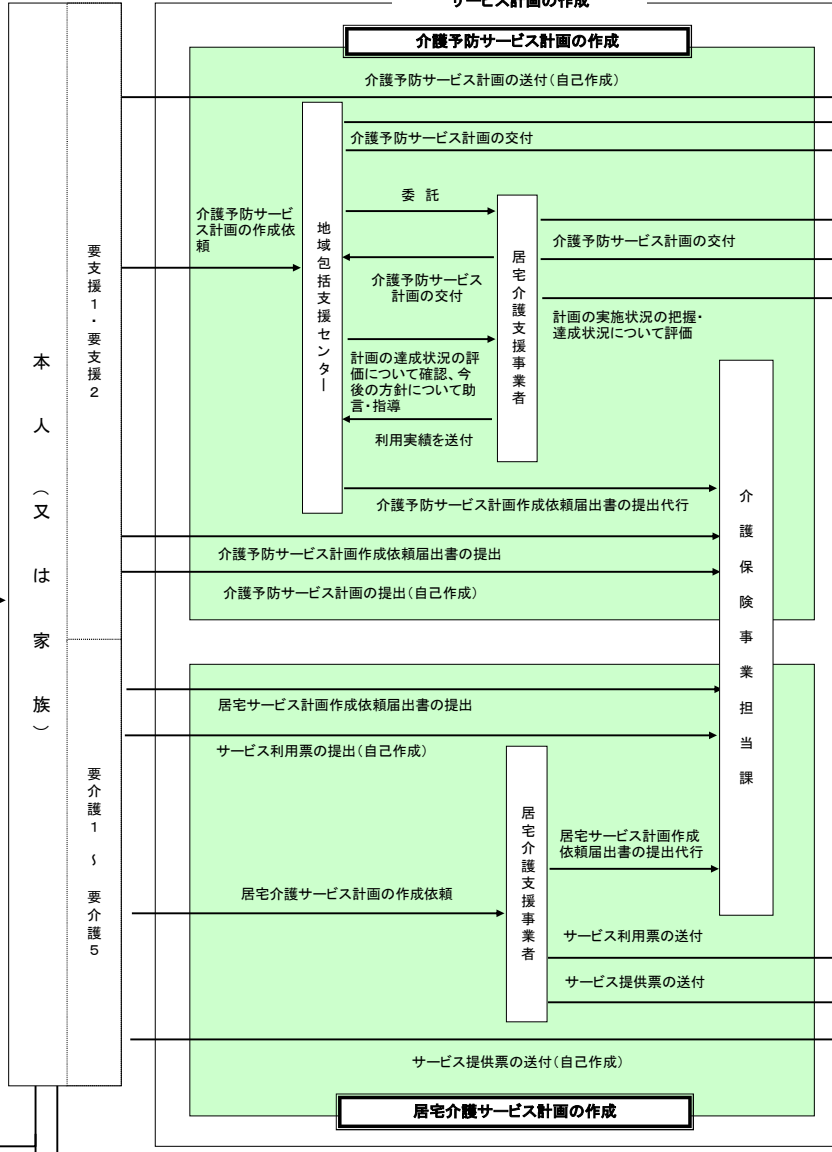 サービス計画の作成
介護予防サービス計画の作成
介護予防サービス計画の送付（自己作成）
介護予防サービス計画の交付
委 託
介護予防サービ
ス計画の作成依
頼
地域包括支援センター
居宅介護支援事業者
介護予防サービス計画の交付
介護予防サービス
計画の交付
計画の実施状況の把握・
達成状況について評価
計画の達成状況の評
価について確認、今
後の方針について助
言・指導
利用実績を送付
要支援１・要支援２
本人（又は家族）
介護予防サービス計画作成依頼届出書の提出代行
介護予防サービス計画作成依頼届出書の提出
介護予防サービス計画の提出（自己作成）
介護保険事業担当課
居宅サービス計画作成依頼届出書の提出
サービス利用票の提出（自己作成）
要介護１～要介護５
居宅介護支援事業者
居宅サービス計画作成
依頼届出書の提出代行
居宅介護サービス計画の作成依頼
サービス利用票の送付
サービス提供票の送付
サービス提供票の送付（自己作成）
居宅介護サービス計画の作成